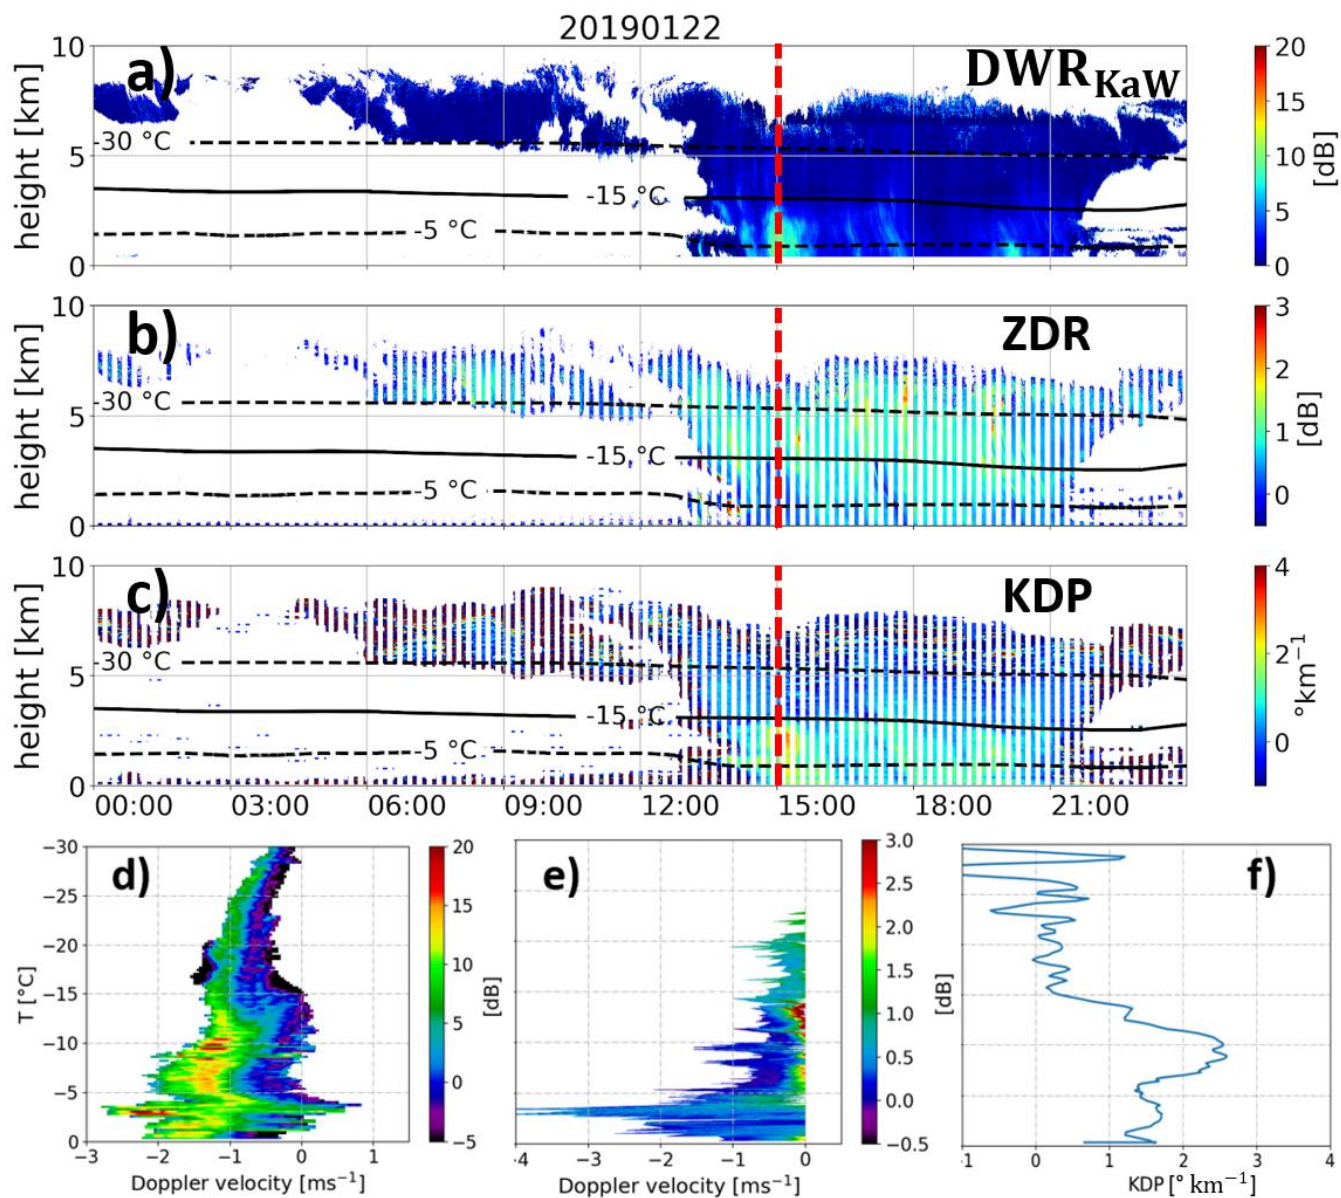 20190122
a)
DWR_KaW
height [km]
10
5
0
-30 °C
-15 °C
-5 °C
20
15
10
5
0
[dB]
b)
ZDR
height [km]
10
5
0
-30 °C
-15 °C
-5 °C
3
2
1
0
[dB]
c)
KDP
height [km]
10
5
0
-30 °C
-15 °C
-5 °C
4
2
0
°km⁻¹
00:00 03:00 06:00 09:00 12:00 15:00 18:00 21:00
d)
T [°C]
−30
−25
−20
−15
−10
−5
0
−3 −2 −1 0 1
Doppler velocity [ms⁻¹]
20
15
10
5
0
−5
[dB]
e)
-4 −3 −2 −1 0
Doppler velocity [ms⁻¹]
3.0
2.5
2.0
1.5
1.0
0.5
0.0
−0.5
[dB]
f)
-1 0 1 2 3 4
KDP [° km⁻¹]